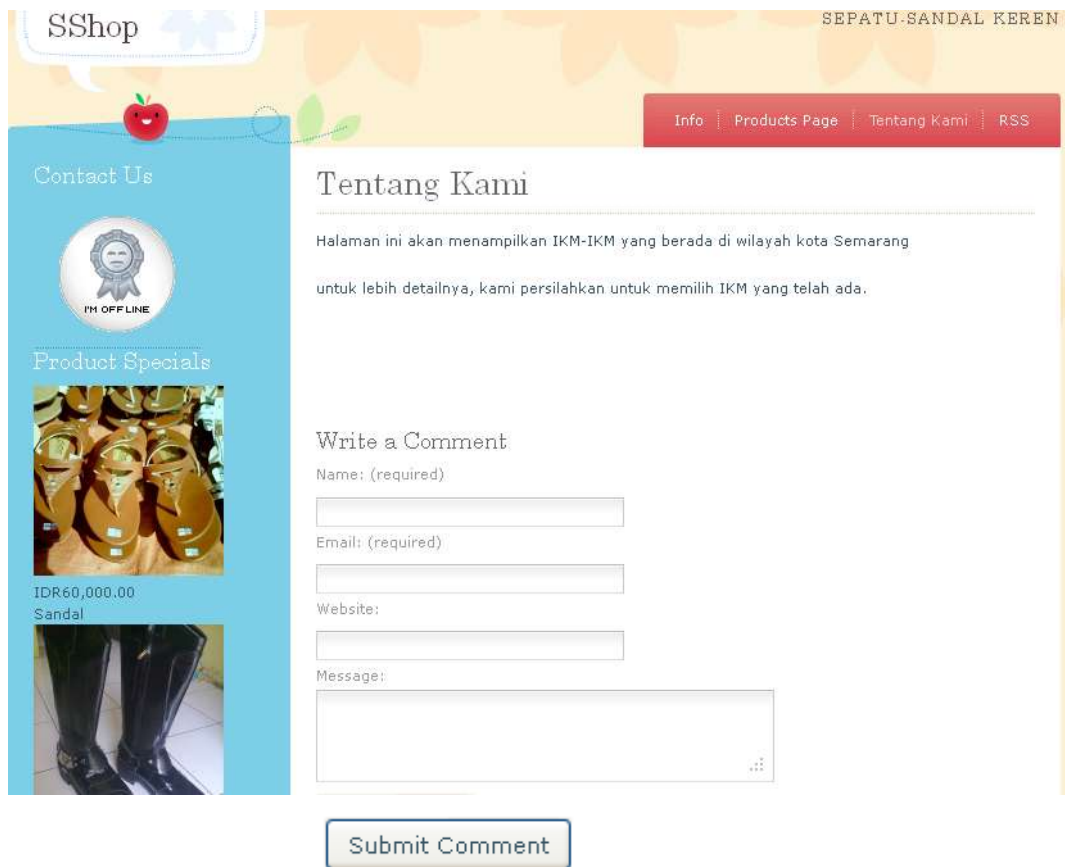 SShop
SEPATU-SANDAL KEREN
Info
Products Page
Tentang Kami
RSS
Contact Us
I'M OFFLINE
Product Specials
IDR60,000.00
Sandal
Tentang Kami
Halaman ini akan menampilkan IKM-IKM yang berada di wilayah kota Semarang
untuk lebih detailnya, kami persilahkan untuk memilih IKM yang telah ada.
Write a Comment
Name: (required)
Email: (required)
Website:
Message:
Submit Comment